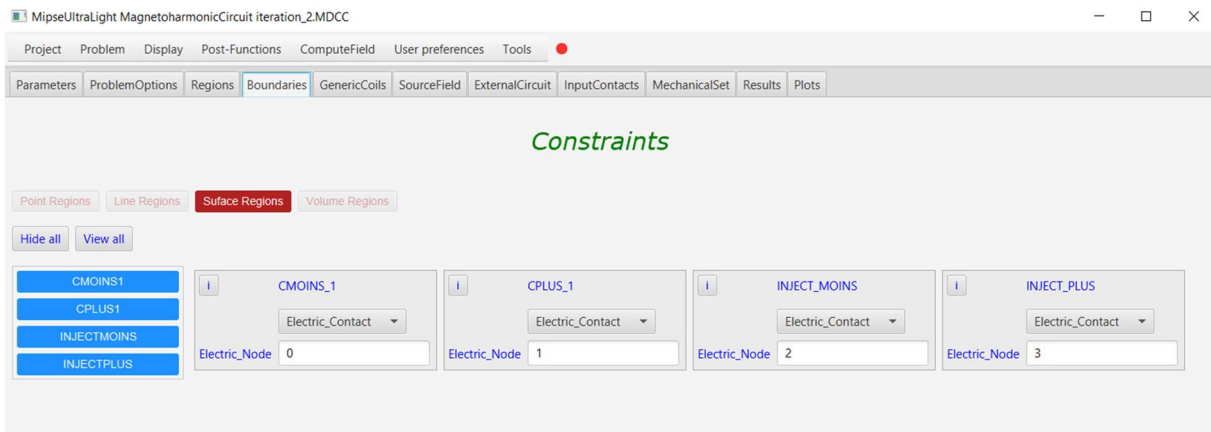 MipseUltraLight MagnetoharmonicCircuit iteration_2.MDCC
Project Problem Display Post-Functions ComputeField User preferences Tools
Parameters ProblemOptions Regions Boundaries GenericCoils SourceField ExternalCircuit InputContacts MechanicalSet Results Plots
Constraints
Point Regions Line Regions Suface Regions Volume Regions
Hide all View all
CMOINS1
CPLUS1
INJECTMOINS
INJECTPLUS
i CMOINS_1
Electric_Contact
Electric_Node 0
i CPLUS_1
Electric_Contact
Electric_Node 1
i INJECT_MOINS
Electric_Contact
Electric_Node 2
i INJECT_PLUS
Electric_Contact
Electric_Node 3